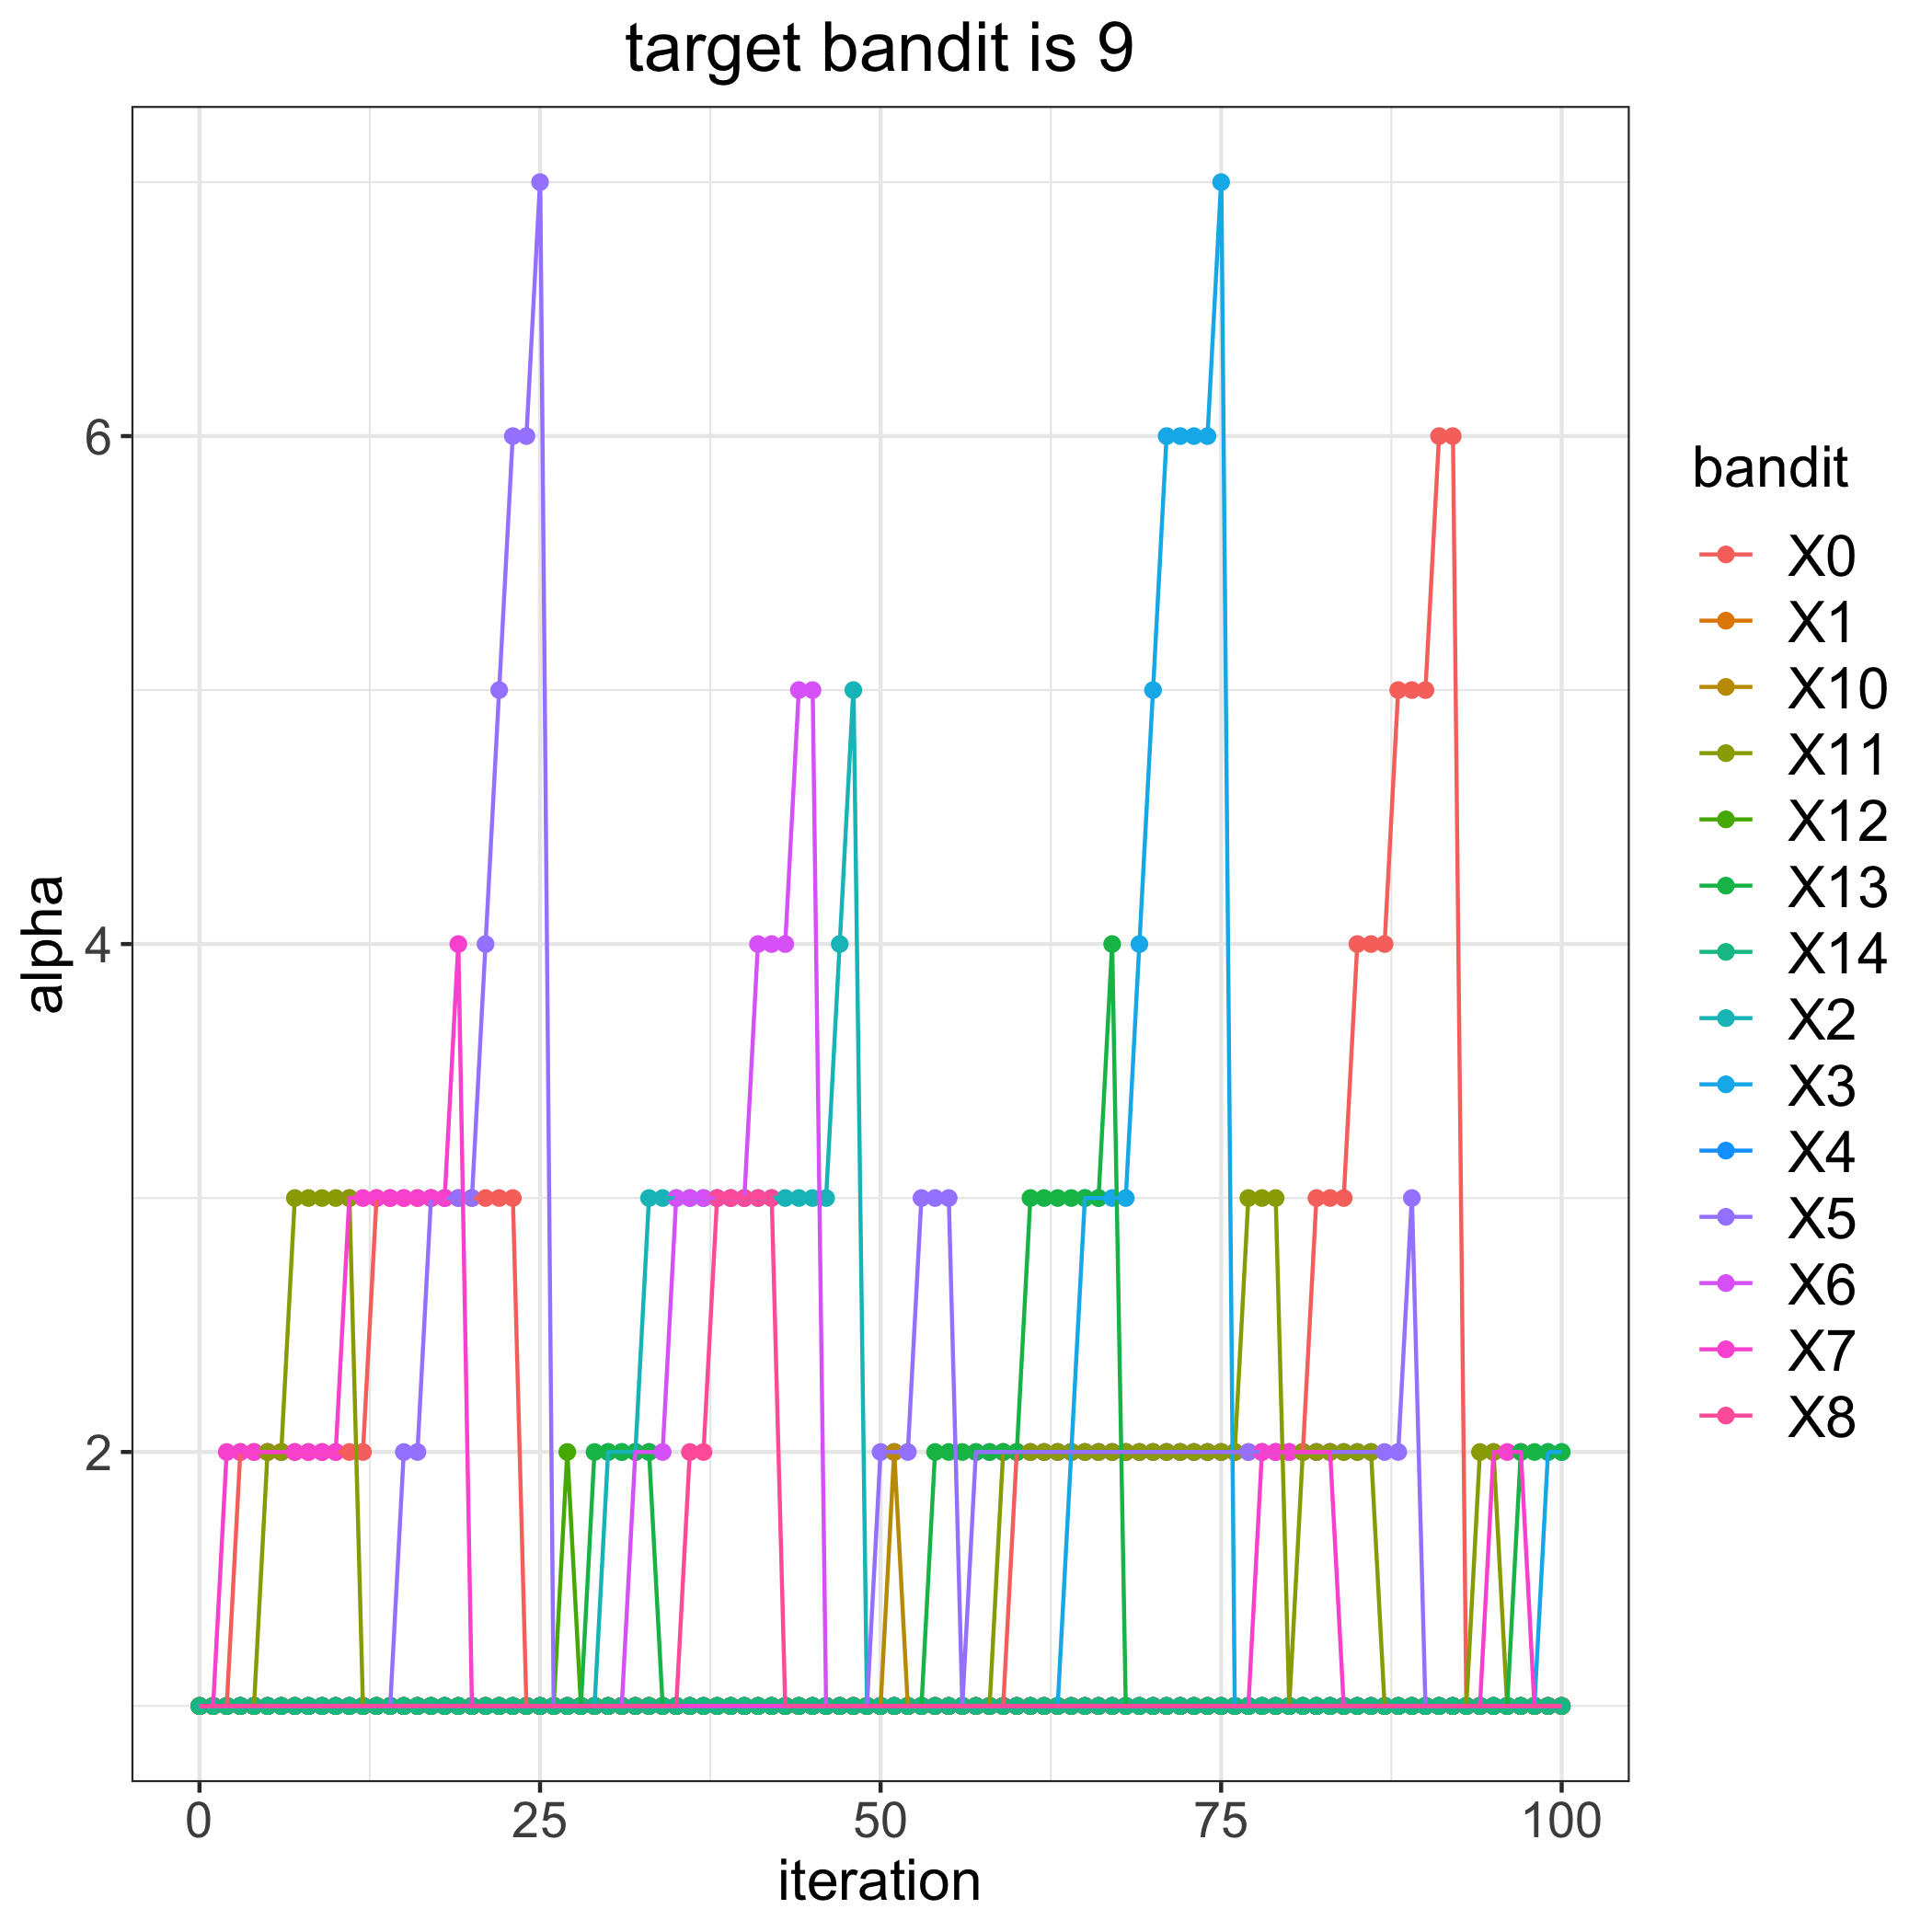 target bandit is 9
alpha
6
4
2
0 25 50 75 100
iteration
bandit
X0
X1
X10
X11
X12
X13
X14
X2
X3
X4
X5
X6
X7
X8